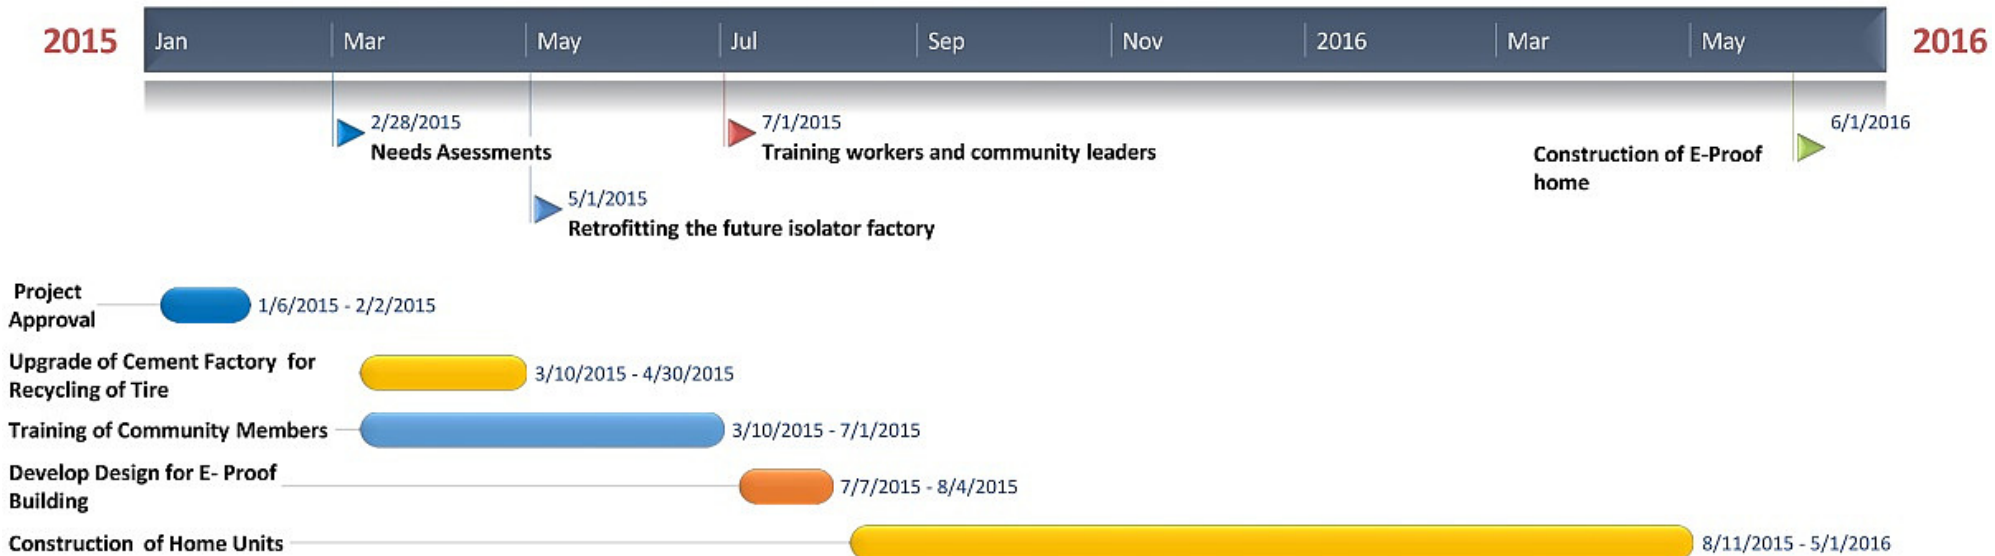 2015 Jan Mar May Jul Sep Nov 2016 Mar May 2016
2/28/2015
Needs Asessments
7/1/2015
Training workers and community leaders
6/1/2016
Construction of E-Proof
home
5/1/2015
Retrofitting the future isolator factory
Project
Approval
1/6/2015 - 2/2/2015
Upgrade of Cement Factory for
Recycling of Tire
3/10/2015 - 4/30/2015
Training of Community Members
3/10/2015 - 7/1/2015
Develop Design for E- Proof
Building
7/7/2015 - 8/4/2015
Construction of Home Units
8/11/2015 - 5/1/2016